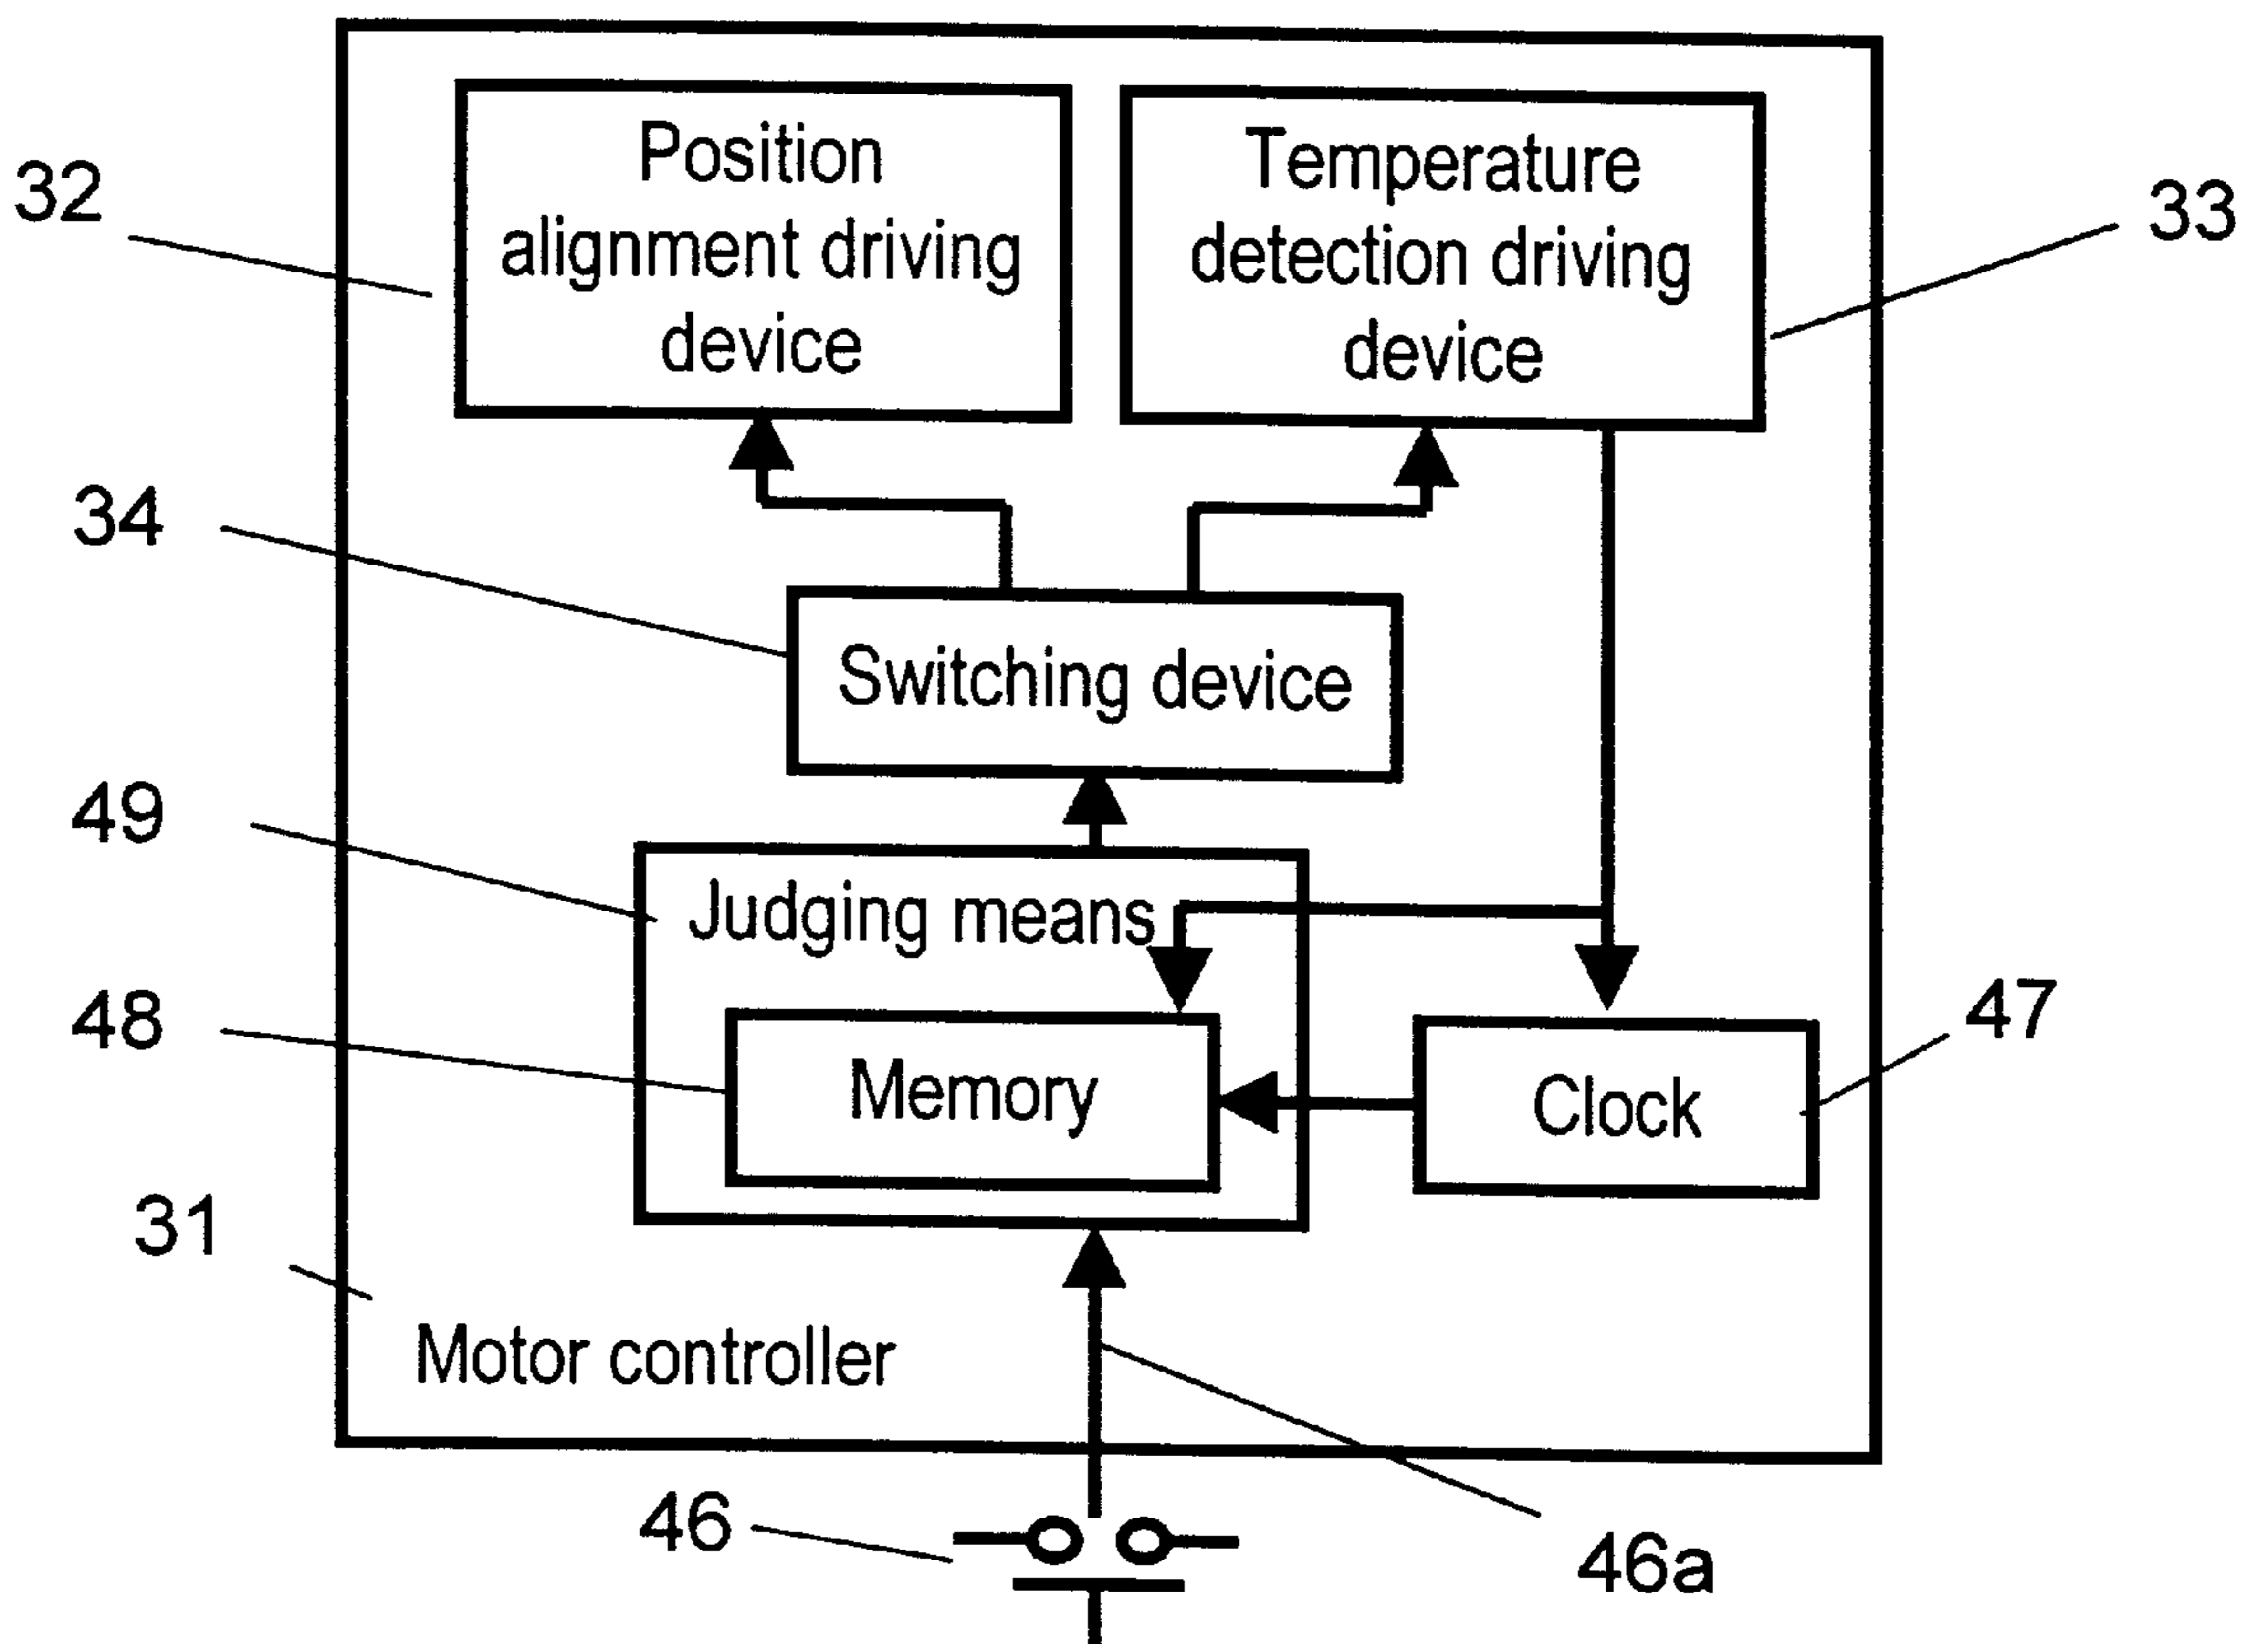 Position
alignment driving
device
Temperature
detection driving
device
32
33
34
Switching device
49
Judging means
48
Memory
47
Clock
31
Motor controller
46
46a